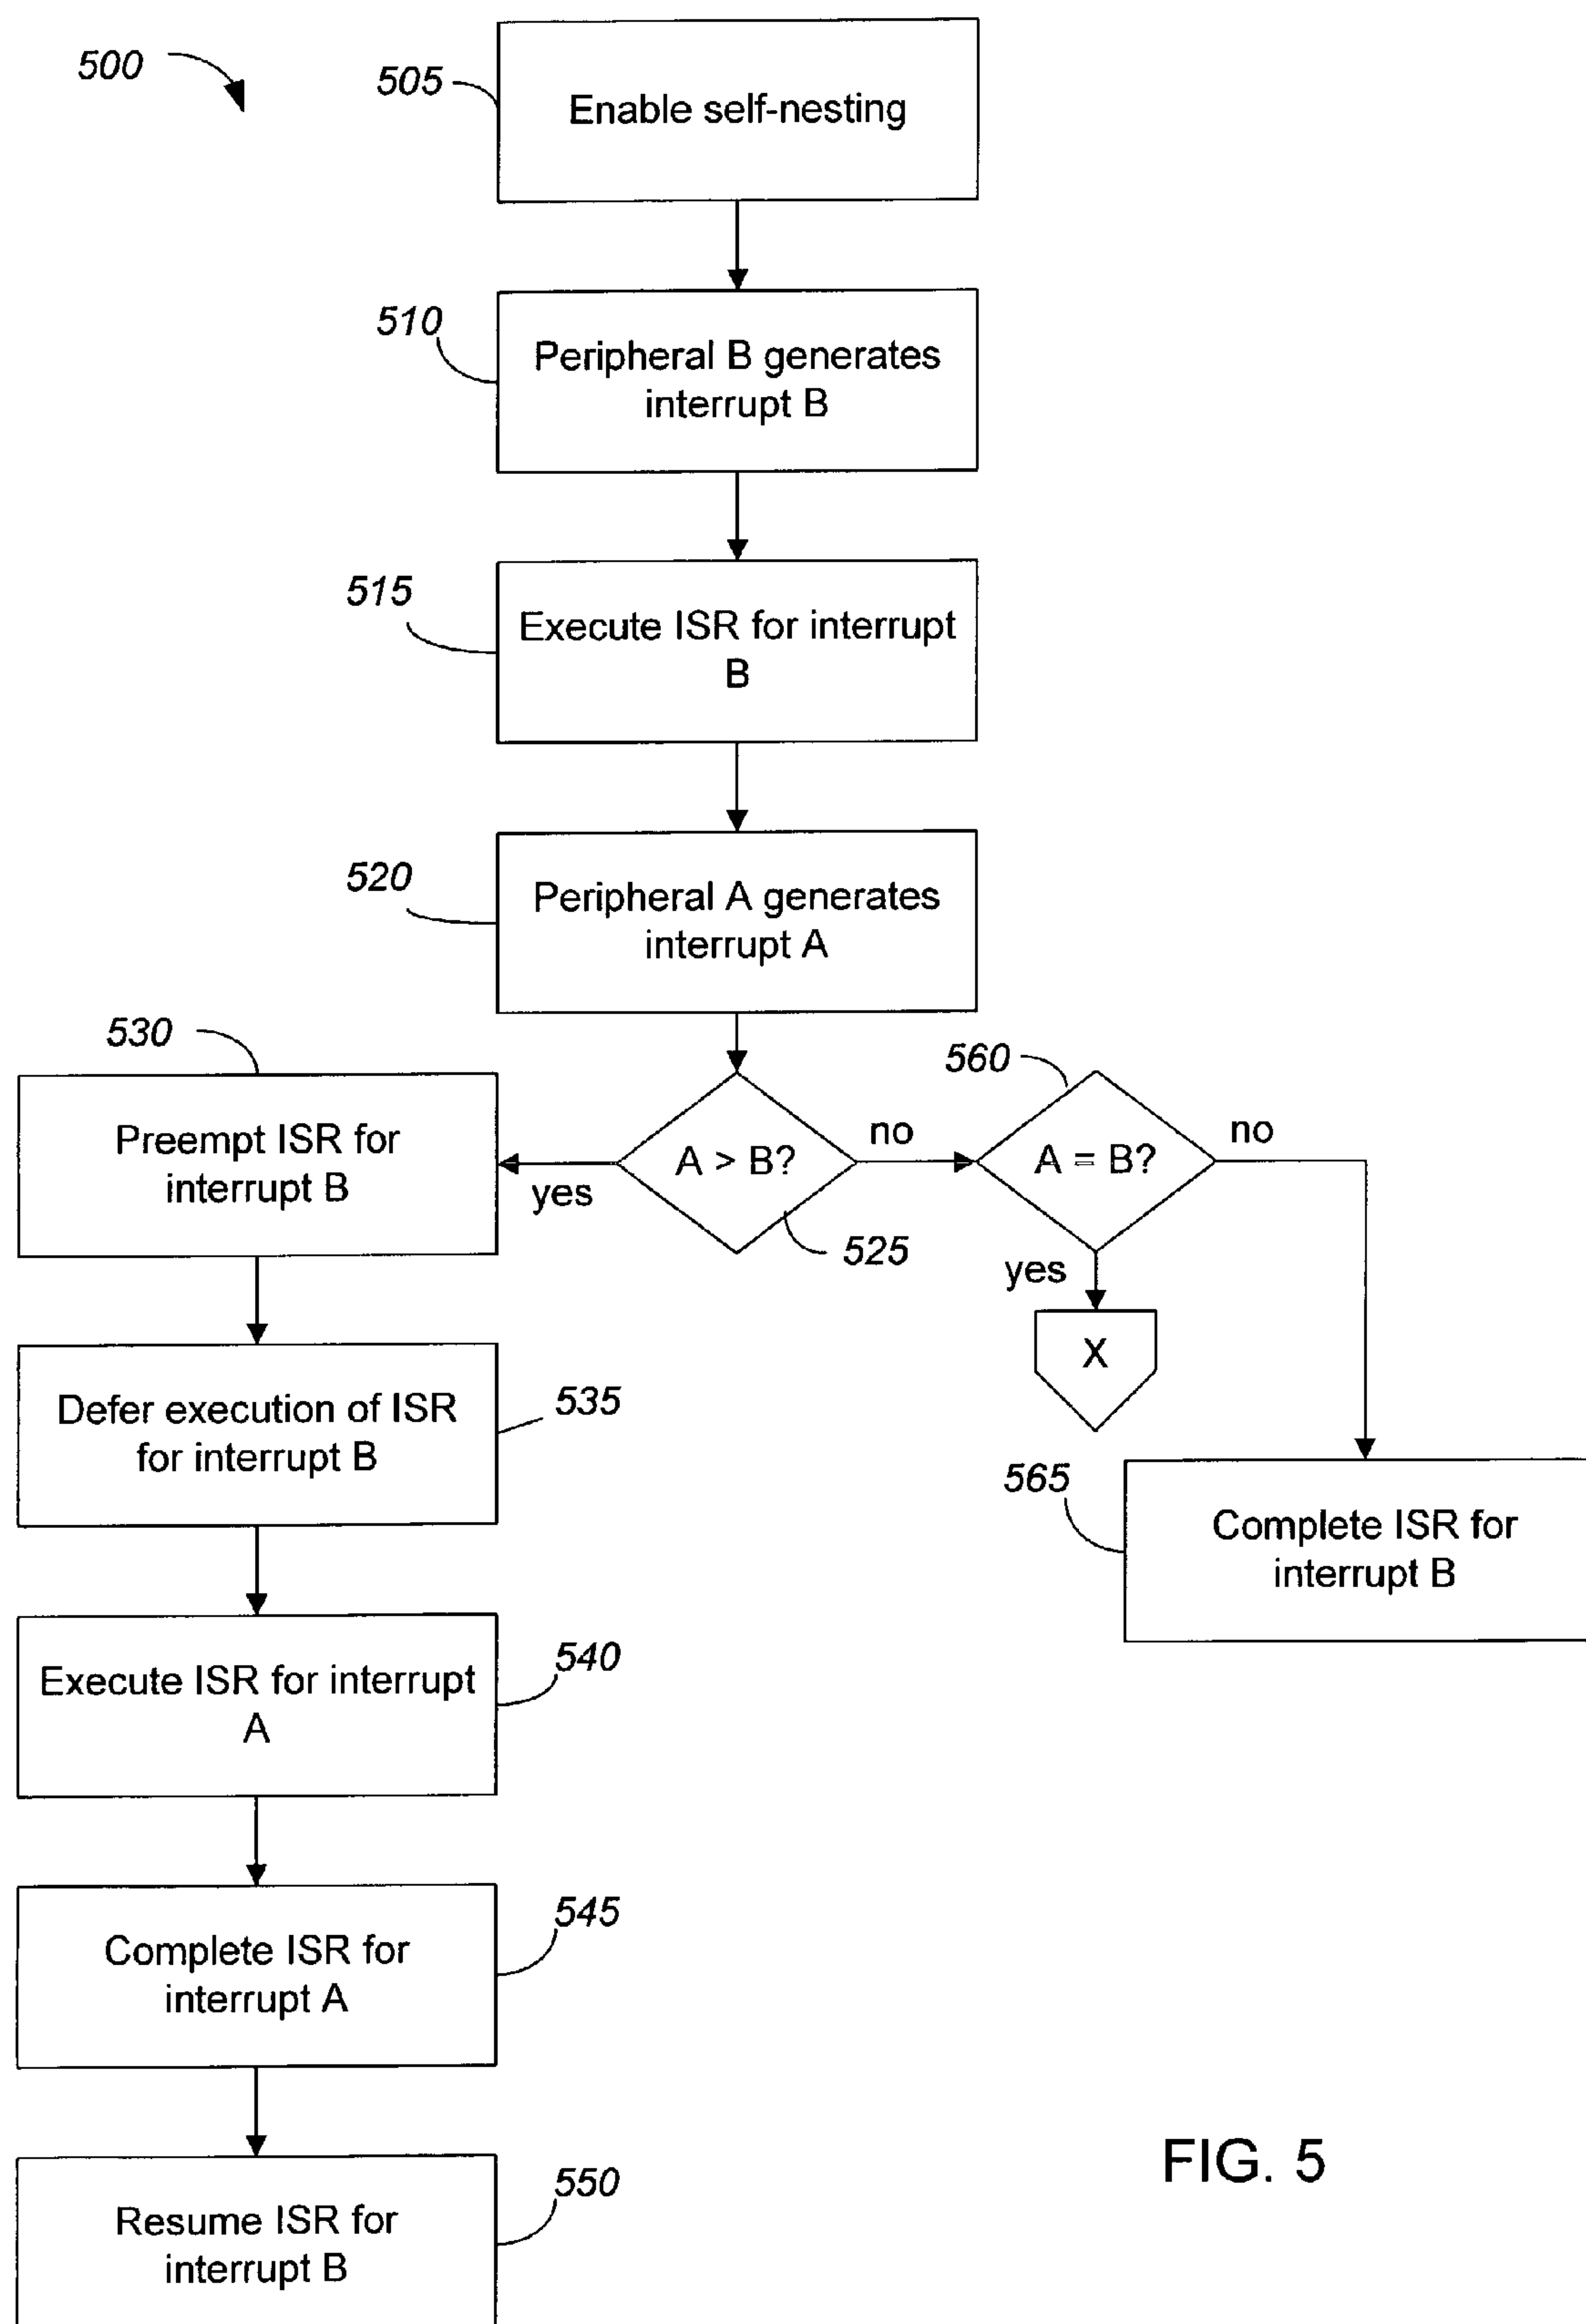 500
505
Enable self-nesting
510
Peripheral B generates
interrupt B
515
Execute ISR for interrupt
B
520
Peripheral A generates
interrupt A
530
Preempt ISR for
interrupt B
yes
A > B?
525
no
560
A = B?
no
yes
X
535
Defer execution of ISR
for interrupt B
565
Complete ISR for
interrupt B
540
Execute ISR for interrupt
A
545
Complete ISR for
interrupt A
550
Resume ISR for
interrupt B
FIG. 5